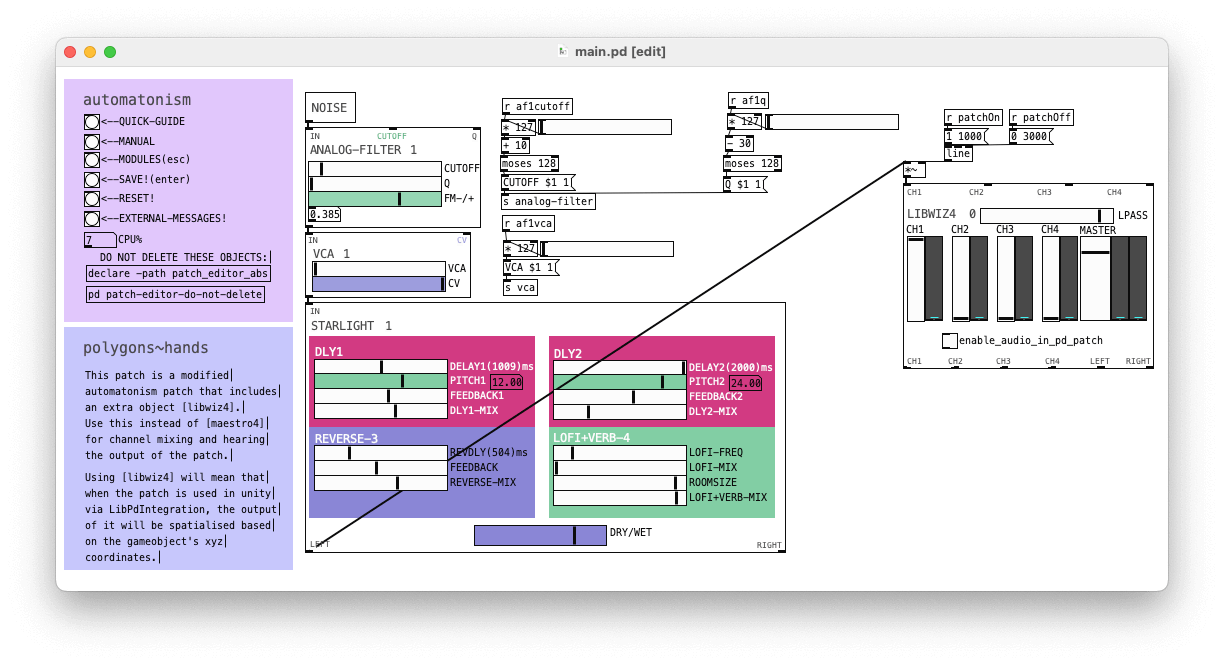 main.pd [edit]
automatonism
<--QUICK-GUIDE
<--MANUAL
<--MODULES(esc)
<--SAVE!(enter)
<--RESET!
<--EXTERNAL-MESSAGES!
7 CPU%
DO NOT DELETE THESE OBJECTS:
declare -path patch_editor_abs
pd patch-editor-do-not-delete
polygons~hands
This patch is a modified
automatonism patch that includes
an extra object [libwiz4].
Use this instead of [maestro4]
for channel mixing and hearing
the output of the patch.
Using [libwiz4] will mean that
when the patch is used in unity
via LibPdIntegration, the output
of it will be spatialised based
on the gameobject's xyz
coordinates.
NOISE
IN CUTOFF Q
ANALOG-FILTER 1
CUTOFF
Q
FM-/+
0.385
IN CV
VCA 1
VCA
CV
r af1cutoff
* 127
+ 10
moses 128
CUTOFF $1 1
s analog-filter
r af1vca
* 127
VCA $1 1
s vca
r af1q
* 127
- 30
moses 128
Q $1 1
IN
STARLIGHT 1
DLY1
DELAY1(1009)ms
PITCH1 12.00
FEEDBACK1
DLY1-MIX
DLY2
DELAY2(2000)ms
PITCH2 24.00
FEEDBACK2
DLY2-MIX
REVERSE-3
REVDLY(504)ms
FEEDBACK
REVERSE-MIX
LOFI+VERB-4
LOFI-FREQ
LOFI-MIX
ROOMSIZE
LOFI+VERB-MIX
DRY/WET
LEFT RIGHT
r patchOn r patchOff
1 1000 0 3000
line
*~
CH1 CH2 CH3 CH4
LIBWIZ4 0 LPASS
CH1 CH2 CH3 CH4 MASTER
enable_audio_in_pd_patch
CH1 CH2 CH3 CH4 LEFT RIGHT